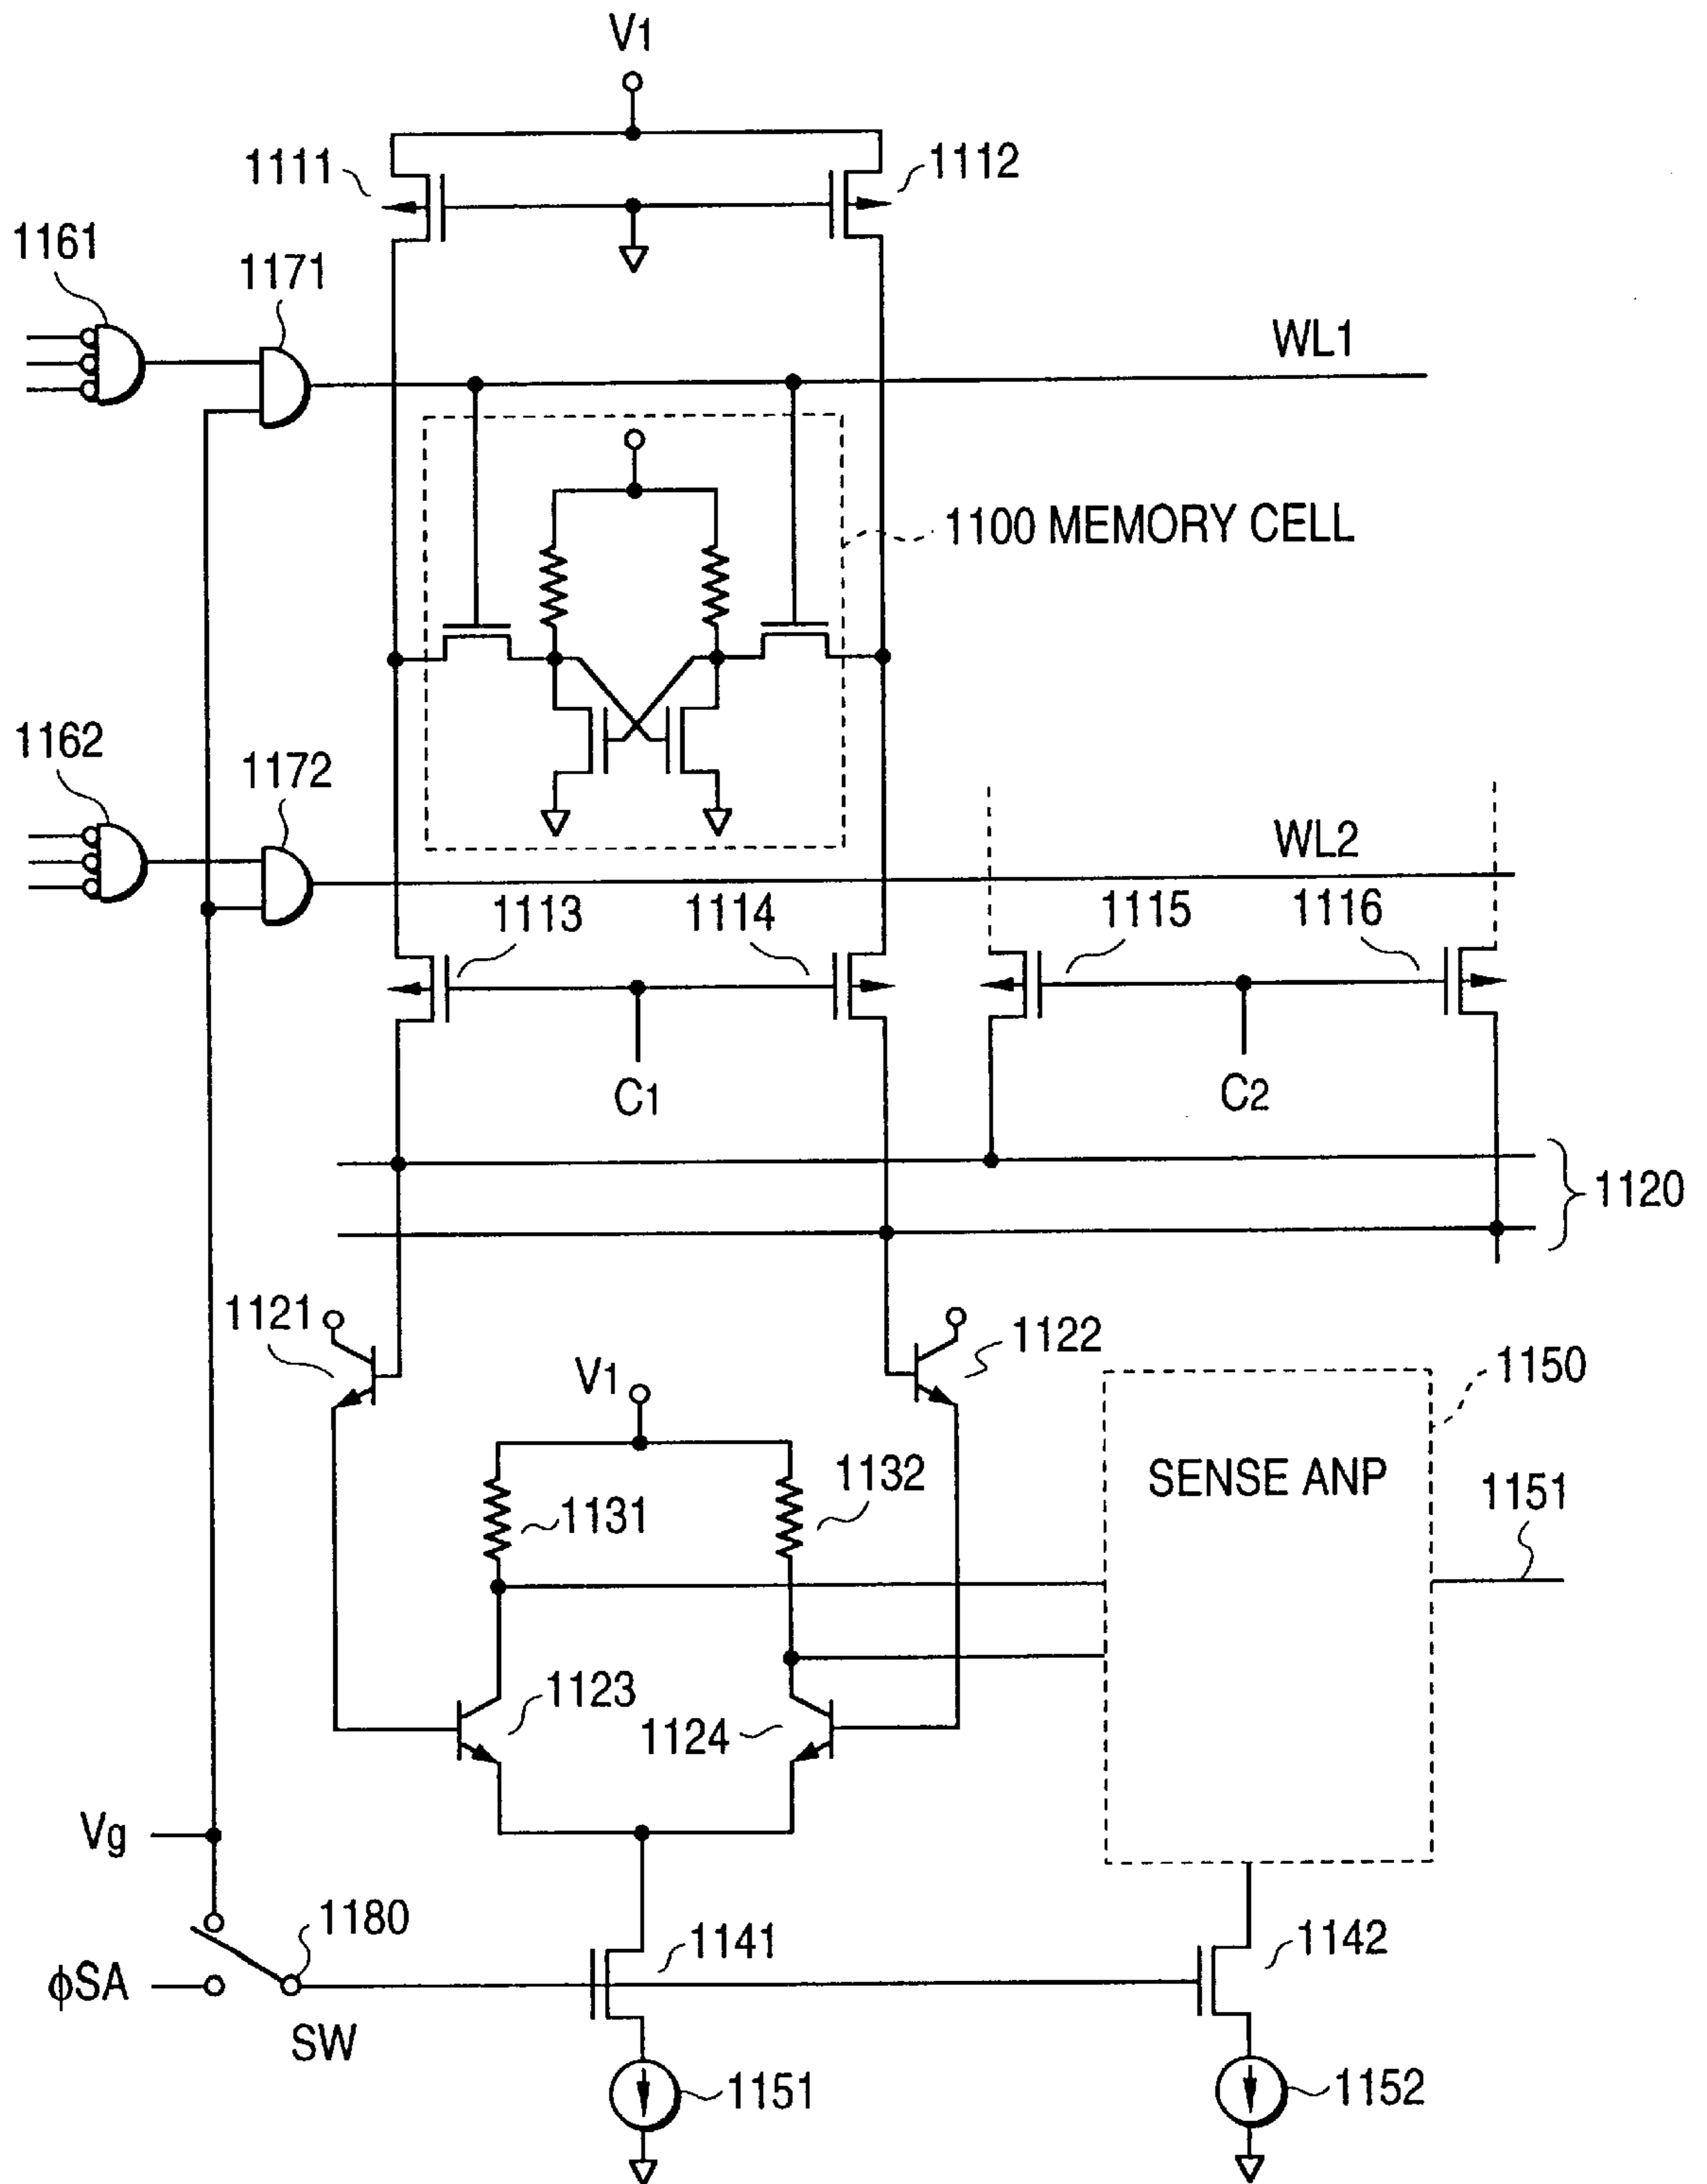 V1
1111
1112
1161
1171
WL1
1100 MEMORY CELL
1162
1172
WL2
1113
1114
1115
1116
C1
C2
1120
1121
1122
V1
1150
1131
1132
SENSE ANP
1151
1123
1124
Vg
1180
1141
1142
ϕSA
SW
1151
1152